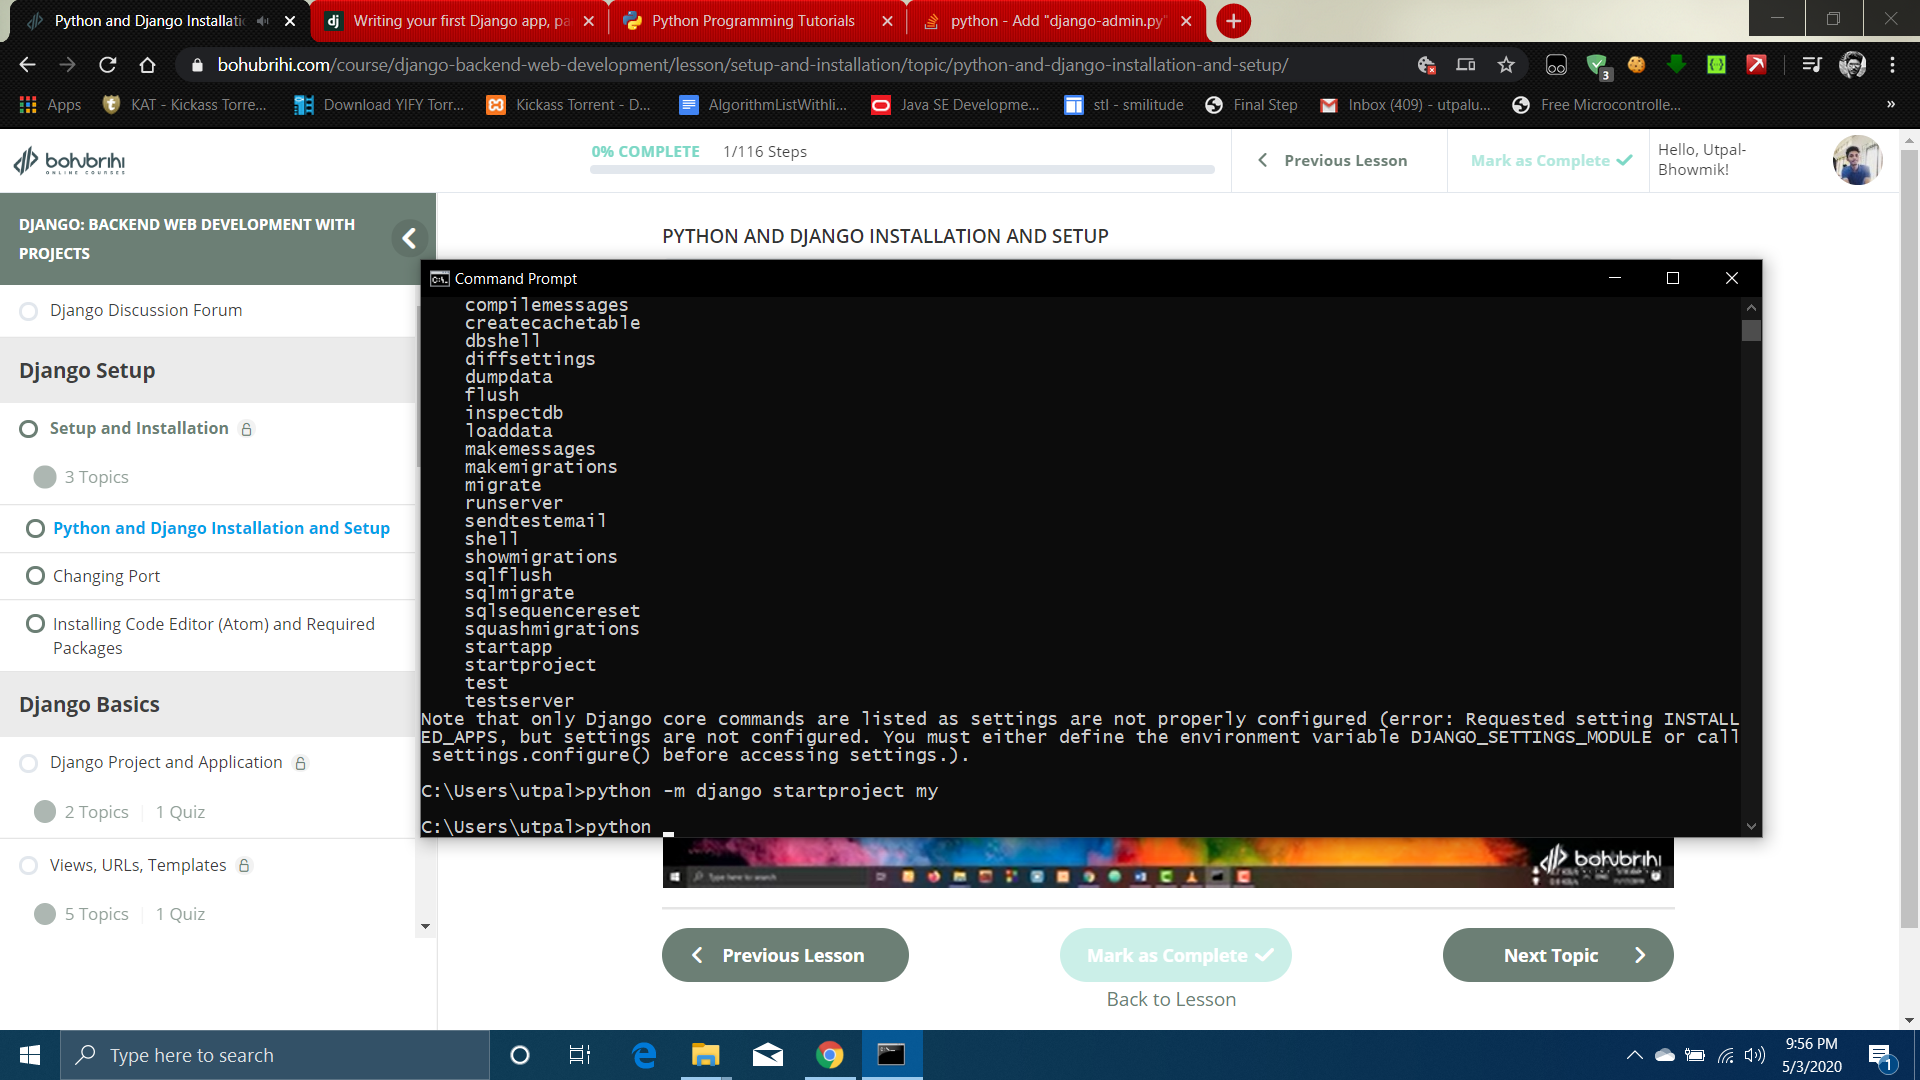 Python and Django Installati
Writing your first Django app, pa
Python Programming Tutorials
python - Add "django-admin.py"
bohubrihi.com/course/django-backend-web-development/lesson/setup-and-installation/topic/python-and-django-installation-and-setup/
3
Apps
KAT - Kickass Torre...
Download YIFY Torr...
Kickass Torrent - D...
AlgorithmListWithli...
Java SE Developme...
stl - smilitude
Final Step
Inbox (409) - utpalu...
Free Microcontrolle...
»
bohubrihi
ONLINE COURSES
0% COMPLETE 1/116 Steps
Previous Lesson
Mark as Complete
Hello, Utpal-
Bhowmik!
DJANGO: BACKEND WEB DEVELOPMENT WITH
PROJECTS
Django Discussion Forum
Django Setup
Setup and Installation
3 Topics
Python and Django Installation and Setup
Changing Port
Installing Code Editor (Atom) and Required
Packages
Django Basics
Django Project and Application
2 Topics 1 Quiz
Views, URLs, Templates
5 Topics 1 Quiz
PYTHON AND DJANGO INSTALLATION AND SETUP
Command Prompt
compilemessages
createcachetable
dbshell
diffsettings
dumpdata
flush
inspectdb
loaddata
makemessages
makemigrations
migrate
runserver
sendtestemail
shell
showmigrations
sqlflush
sqlmigrate
sqlsequencereset
squashmigrations
startapp
startproject
test
testserver
Note that only Django core commands are listed as settings are not properly configured (error: Requested setting INSTALL
ED_APPS, but settings are not configured. You must either define the environment variable DJANGO_SETTINGS_MODULE or call
settings.configure() before accessing settings.).
C:\Users\utpal>python -m django startproject my
C:\Users\utpal>python
bohubrihi
Type here to search
Previous Lesson
Mark as Complete
Next Topic
Back to Lesson
Type here to search
9:56 PM
5/3/2020
1